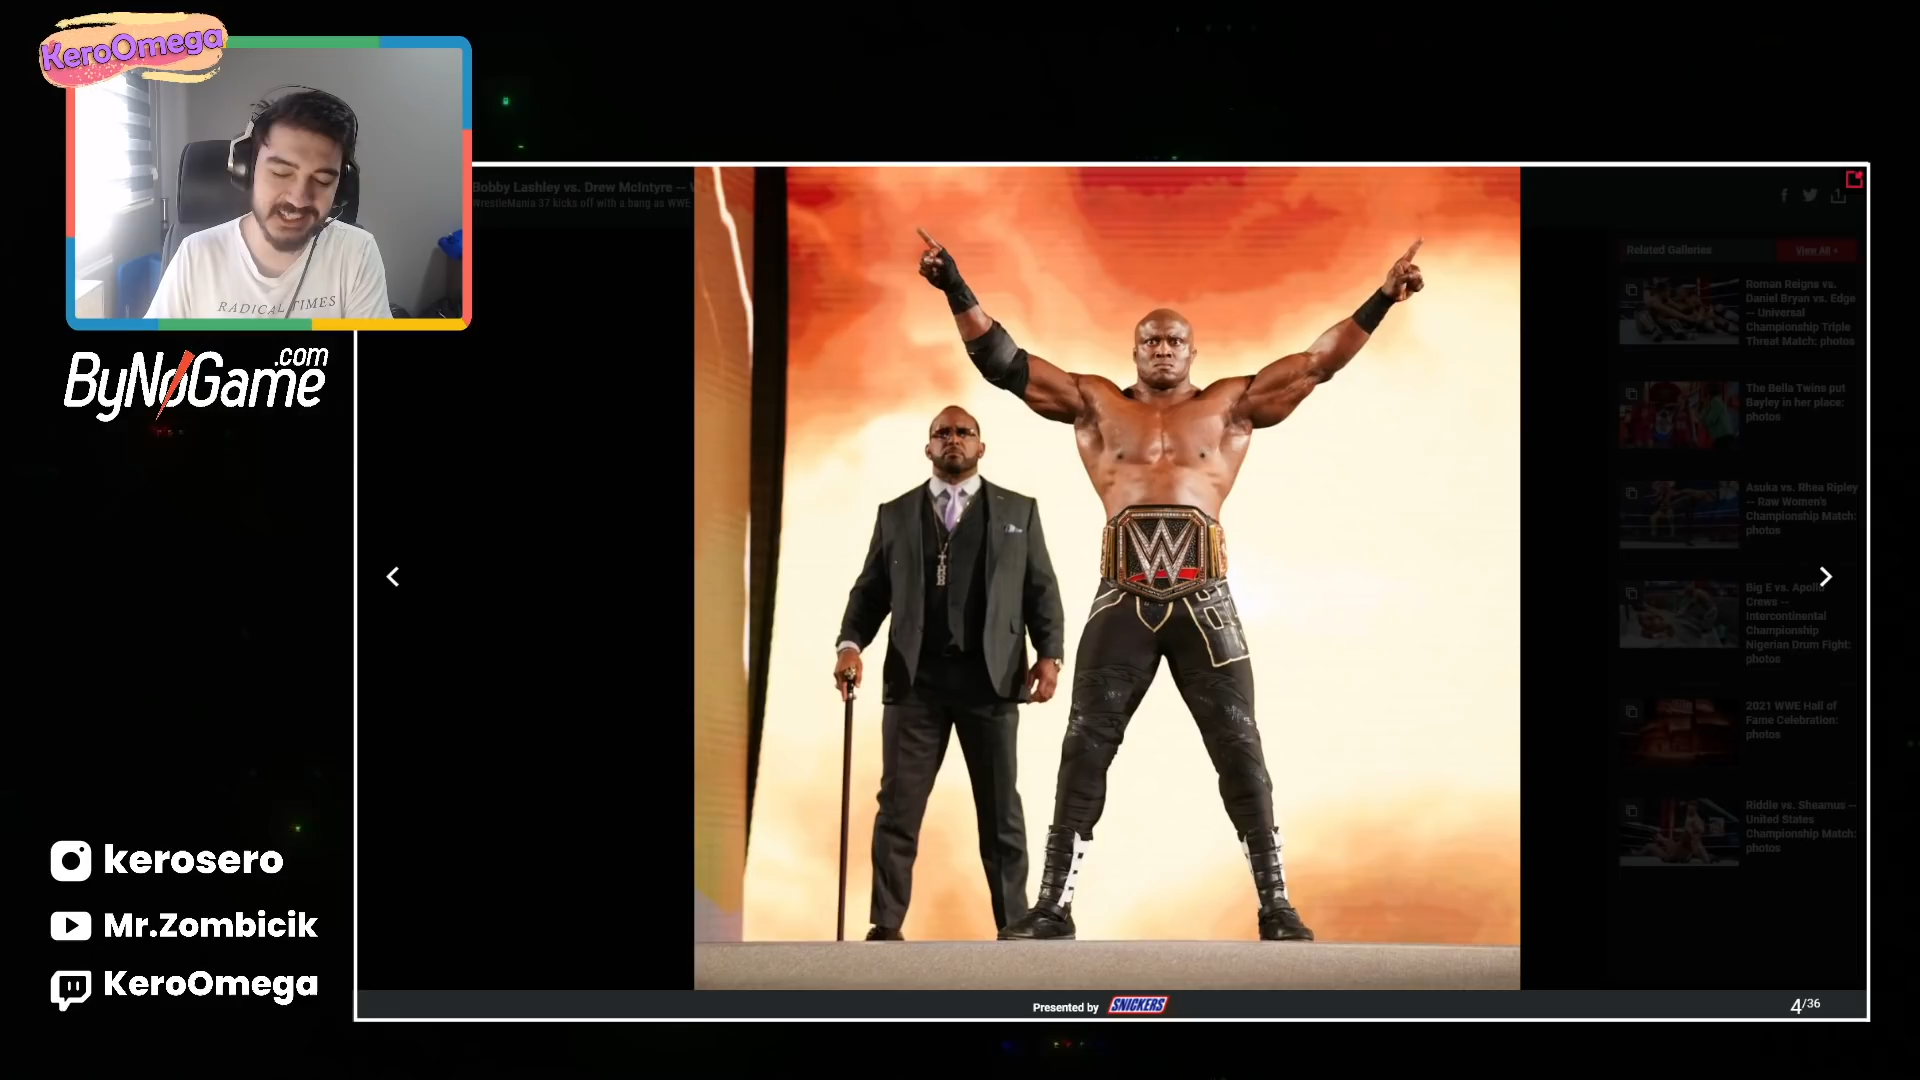 KeroOmega
RADICAL TIMES
ByNoGame
.com
kerosero
Mr.Zombicik
KeroOmega
Bobby Lashley vs. Drew McIntyre --
WrestleMania 37 kicks off with a bang as WWE
W
Related Galleries
View All +
Roman Reigns vs.
Daniel Bryan vs. Edge
-- Universal
Championship Triple
Threat Match: photos
The Bella Twins put
Bayley in her place:
photos
Asuka vs. Rhea Ripley
-- Raw Women's
Championship Match:
photos
Big E vs. Apollo
Crews --
Intercontinental
Championship
Nigerian Drum Fight:
photos
2021 WWE Hall of
Fame Celebration:
photos
Riddle vs. Sheamus --
United States
Championship Match:
photos
Presented by SNICKERS
4/36